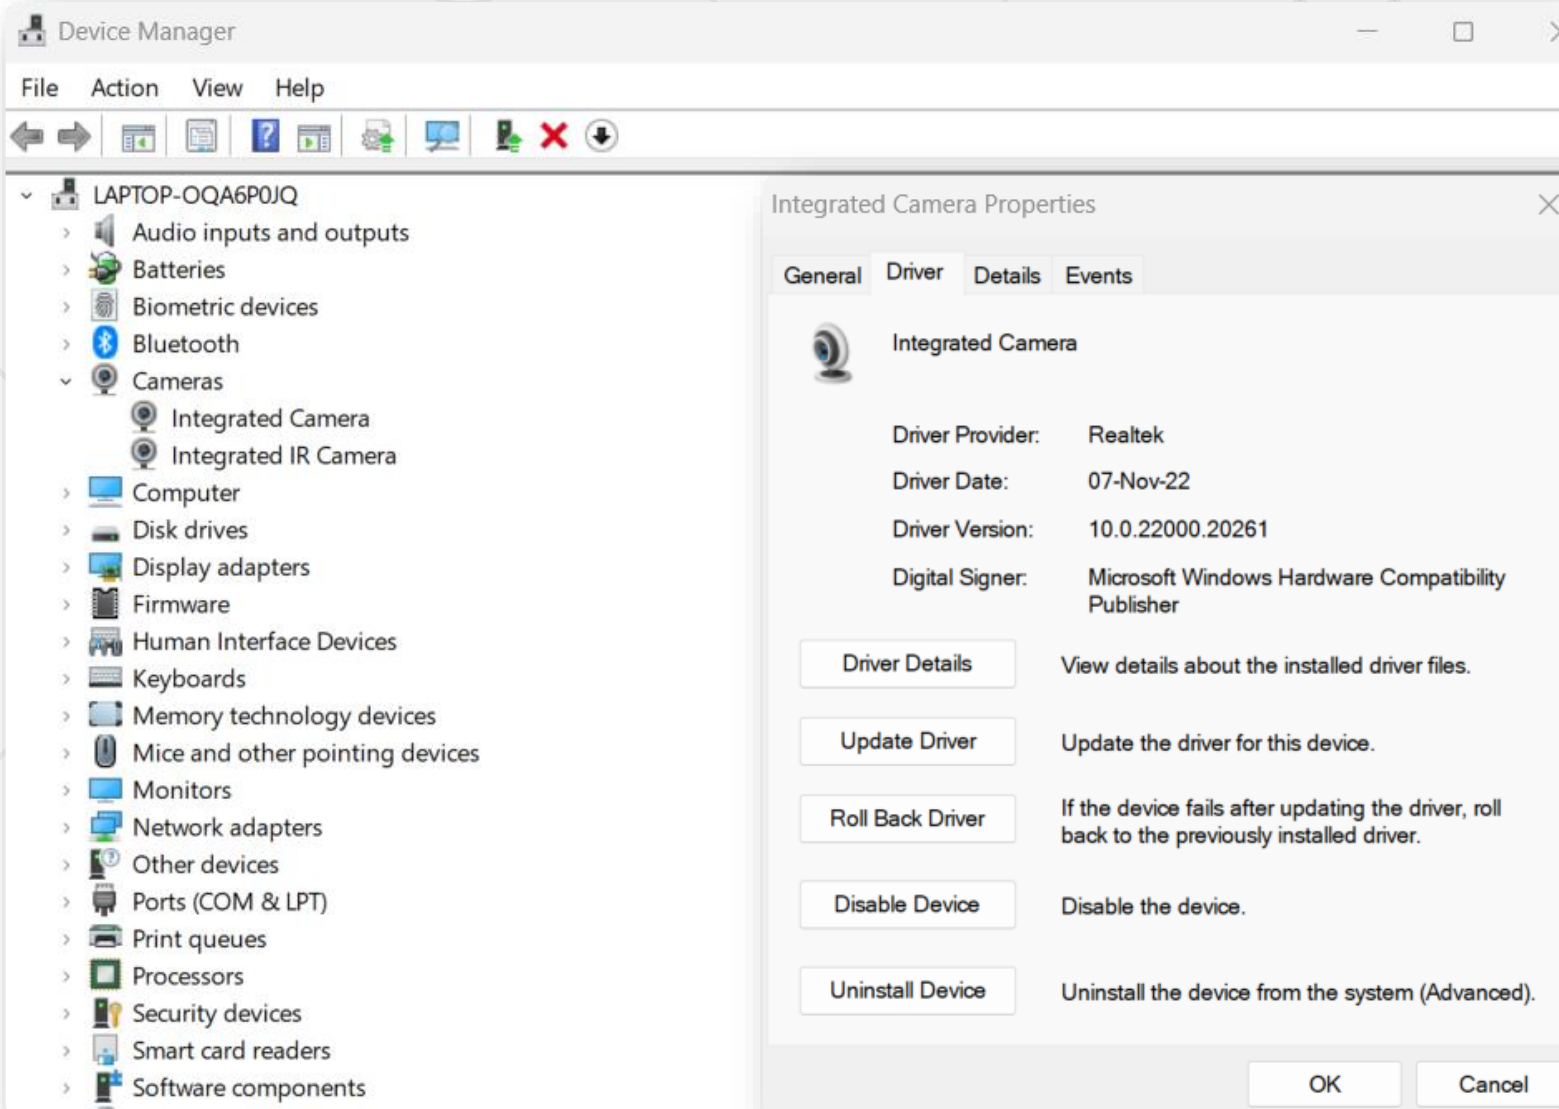 Device Manager
File Action View Help
LAPTOP-OQA6P0JQ
Audio inputs and outputs
Batteries
Biometric devices
Bluetooth
Cameras
Integrated Camera
Integrated IR Camera
Computer
Disk drives
Display adapters
Firmware
Human Interface Devices
Keyboards
Memory technology devices
Mice and other pointing devices
Monitors
Network adapters
Other devices
Ports (COM & LPT)
Print queues
Processors
Security devices
Smart card readers
Software components
Integrated Camera Properties
General Driver Details Events
Integrated Camera
Driver Provider: Realtek
Driver Date: 07-Nov-22
Driver Version: 10.0.22000.20261
Digital Signer: Microsoft Windows Hardware Compatibility
Publisher
Driver Details View details about the installed driver files.
Update Driver Update the driver for this device.
Roll Back Driver If the device fails after updating the driver, roll
back to the previously installed driver.
Disable Device Disable the device.
Uninstall Device Uninstall the device from the system (Advanced).
OK Cancel